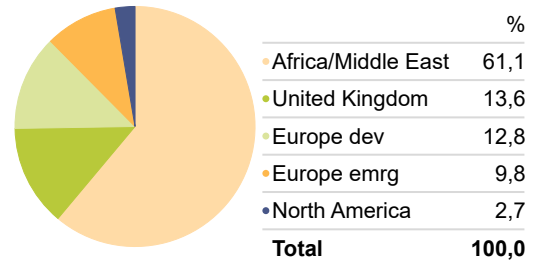 %
Africa/Middle East 61,1
United Kingdom 13,6
Europe dev 12,8
Europe emrg 9,8
North America 2,7
Total 100,0